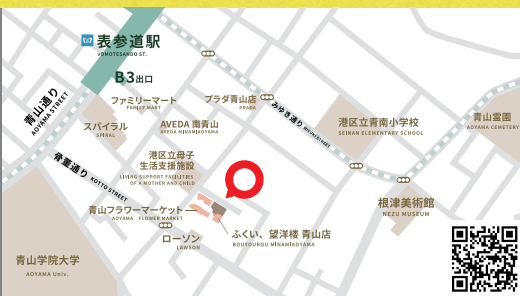 表参道駅
OMOTESANDO ST.
B3出口
青山通り
AOYAMA STREET
ファミリーマート
FAMILY MART
プラダ青山店
PRADA
みゆき通り MIYUKI STREET
スパイラル
SPIRAL
AVEDA 南青山
AVEDA MINAMIAOYAMA
港区立青南小学校
SEINAN ELEMENTARY SCHOOL
青山霊園
AOYAMA CEMETERY
骨董通り KOTTO STREET
港区立母子
生活支援施設
LIVING SUPPORT FACILITIES
OF A MOTHER AND CHILD
青山フラワーマーケット
AOYAMA FLOWER MARKET
根津美術館
NEZU MUSEUM
ローソン
LAWSON
ふくい、望洋楼 青山店
BOUYOUROU MINAMIAOYAMA
青山学院大学
AOYAMA Univ.